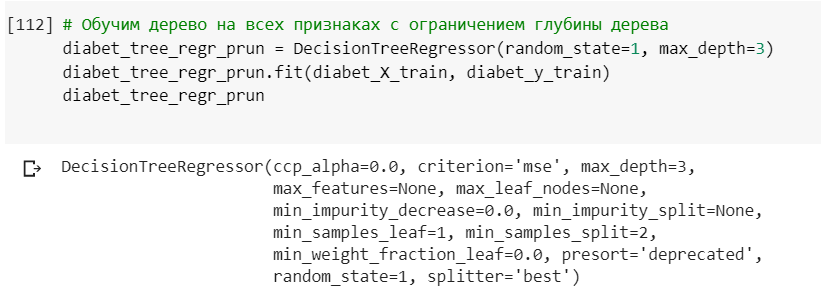 [112] # Обучим дерево на всех признаках с ограничением глубины дерева
diabet_tree_regr_prun = DecisionTreeRegressor(random_state=1, max_depth=3)
diabet_tree_regr_prun.fit(diabet_X_train, diabet_y_train)
diabet_tree_regr_prun
DecisionTreeRegressor(ccp_alpha=0.0, criterion='mse', max_depth=3,
max_features=None, max_leaf_nodes=None,
min_impurity_decrease=0.0, min_impurity_split=None,
min_samples_leaf=1, min_samples_split=2,
min_weight_fraction_leaf=0.0, presort='deprecated',
random_state=1, splitter='best')